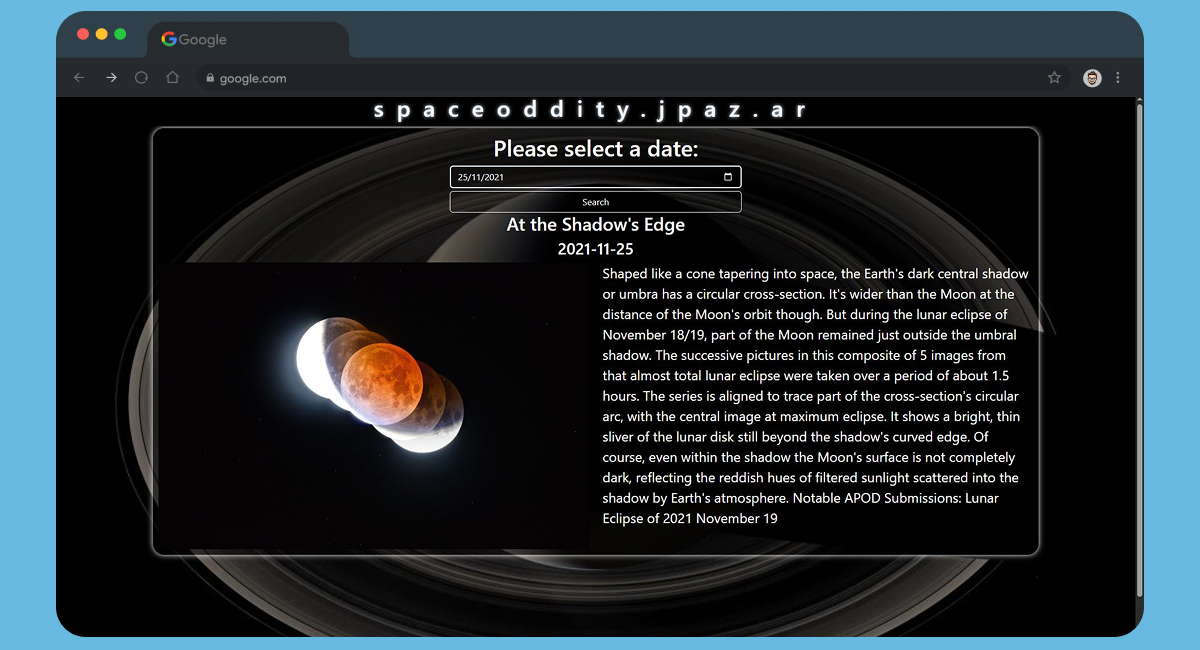 Google
google.com
spaceoddity.jpaz.ar
Please select a date:
25/11/2021
Search
At the Shadow's Edge
2021-11-25
Shaped like a cone tapering into space, the Earth's dark central shadow
or umbra has a circular cross-section. It's wider than the Moon at the
distance of the Moon's orbit though. But during the lunar eclipse of
November 18/19, part of the Moon remained just outside the umbral
shadow. The successive pictures in this composite of 5 images from
that almost total lunar eclipse were taken over a period of about 1.5
hours. The series is aligned to trace part of the cross-section's circular
arc, with the central image at maximum eclipse. It shows a bright, thin
sliver of the lunar disk still beyond the shadow's curved edge. Of
course, even within the shadow the Moon's surface is not completely
dark, reflecting the reddish hues of filtered sunlight scattered into the
shadow by Earth's atmosphere. Notable APOD Submissions: Lunar
Eclipse of 2021 November 19